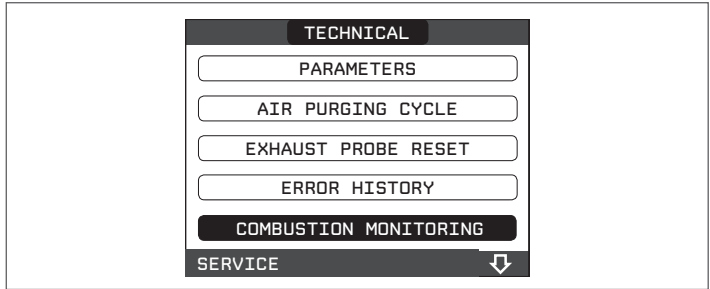 TECHNICAL
PARAMETERS
AIR PURGING CYCLE
EXHAUST PROBE RESET
ERROR HISTORY
COMBUSTION MONITORING
SERVICE